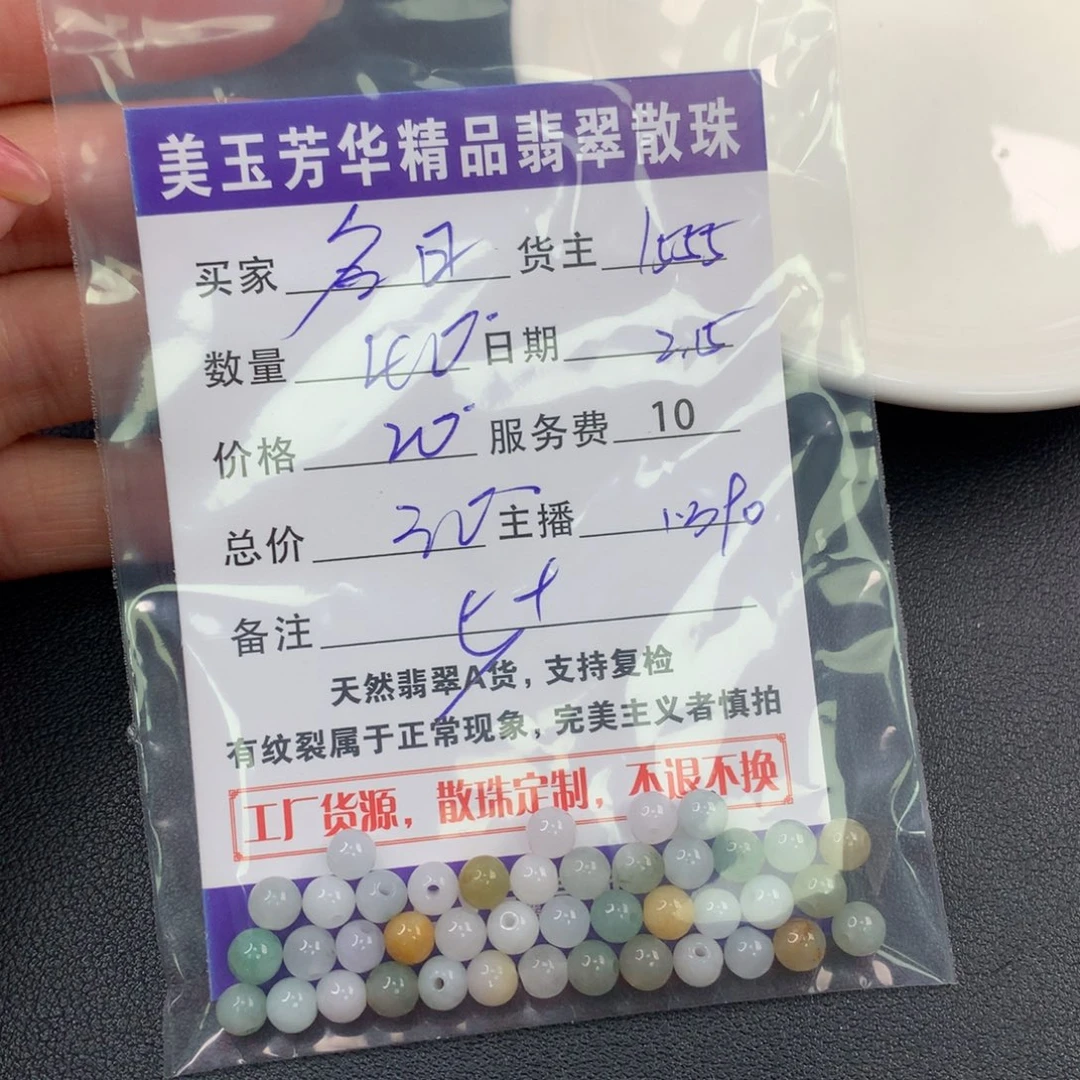 美玉芳华精品翡翠散珠
买家 货主 1555
数量 日期 2.15
价格 20 服务费 10
总价 30 主播
备注
天然翡翠A货，支持复检
有纹裂属于正常现象，完美主义者慎拍
工厂货源，散珠定制，不退不换